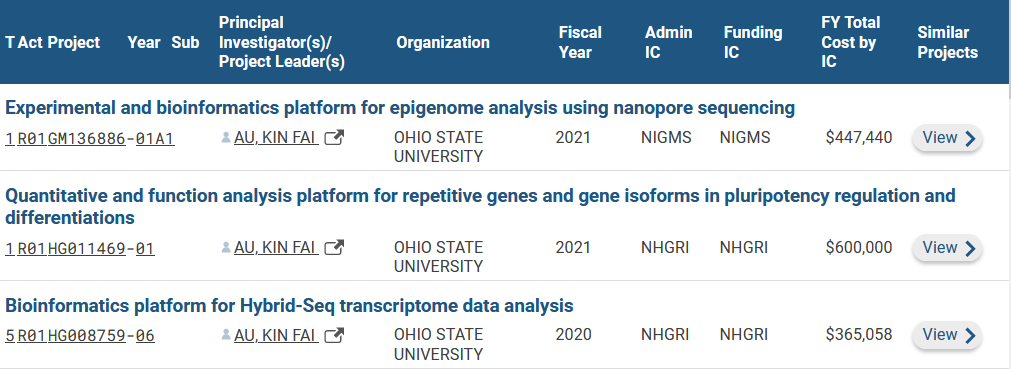 T Act Project Year Sub Principal Investigator(s)/ Project Leader(s) Organization Fiscal Year Admin IC Funding IC FY Total Cost by IC Similar Projects
Experimental and bioinformatics platform for epigenome analysis using nanopore sequencing
1 R01 GM136886-01A1 AU, KIN FAI OHIO STATE UNIVERSITY 2021 NIGMS NIGMS $447,440 View
Quantitative and function analysis platform for repetitive genes and gene isoforms in pluripotency regulation and
differentiations
1 R01 HG011469-01 AU, KIN FAI OHIO STATE UNIVERSITY 2021 NHGRI NHGRI $600,000 View
Bioinformatics platform for Hybrid-Seq transcriptome data analysis
5 R01 HG008759-06 AU, KIN FAI OHIO STATE UNIVERSITY 2020 NHGRI NHGRI $365,058 View